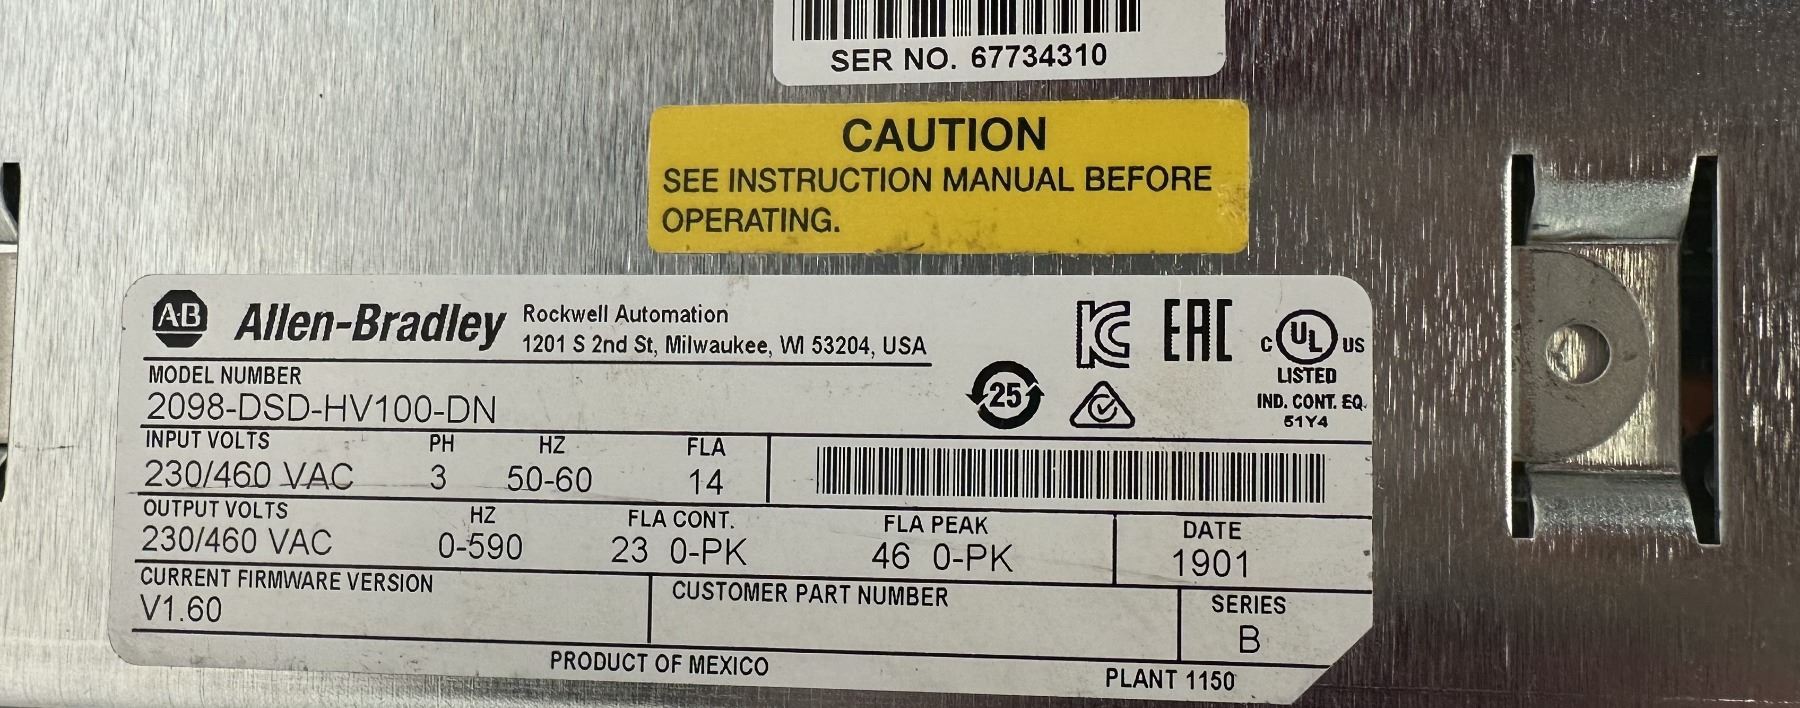 SER NO. 67734310
CAUTION
SEE INSTRUCTION MANUAL BEFORE
OPERATING.
A-B Allen-Bradley
Rockwell Automation
1201 S 2nd St, Milwaukee, WI 53204, USA
MODEL NUMBER
2098-DSD-HV100-DN
25
EAC
C UL US
LISTED
IND. CONT. EQ.
51Y4
INPUT VOLTS PH HZ FLA
230/460 VAC 3 50-60 14
OUTPUT VOLTS HZ FLA CONT. FLA PEAK DATE
230/460 VAC 0-590 23 0-PK 46 0-PK 1901
CURRENT FIRMWARE VERSION CUSTOMER PART NUMBER SERIES
V1.60 B
PRODUCT OF MEXICO PLANT 1150